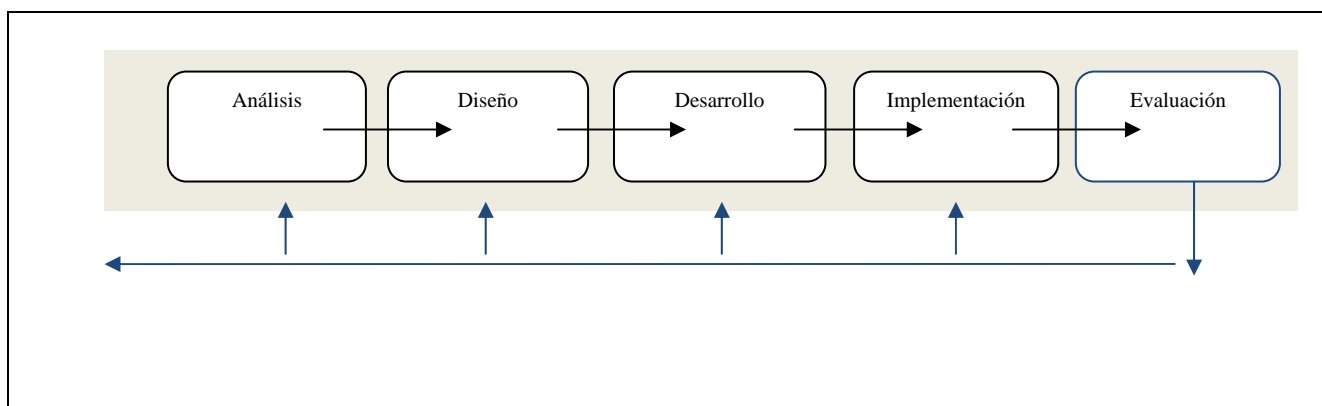 Análisis
Diseño
Desarrollo
Implementación
Evaluación